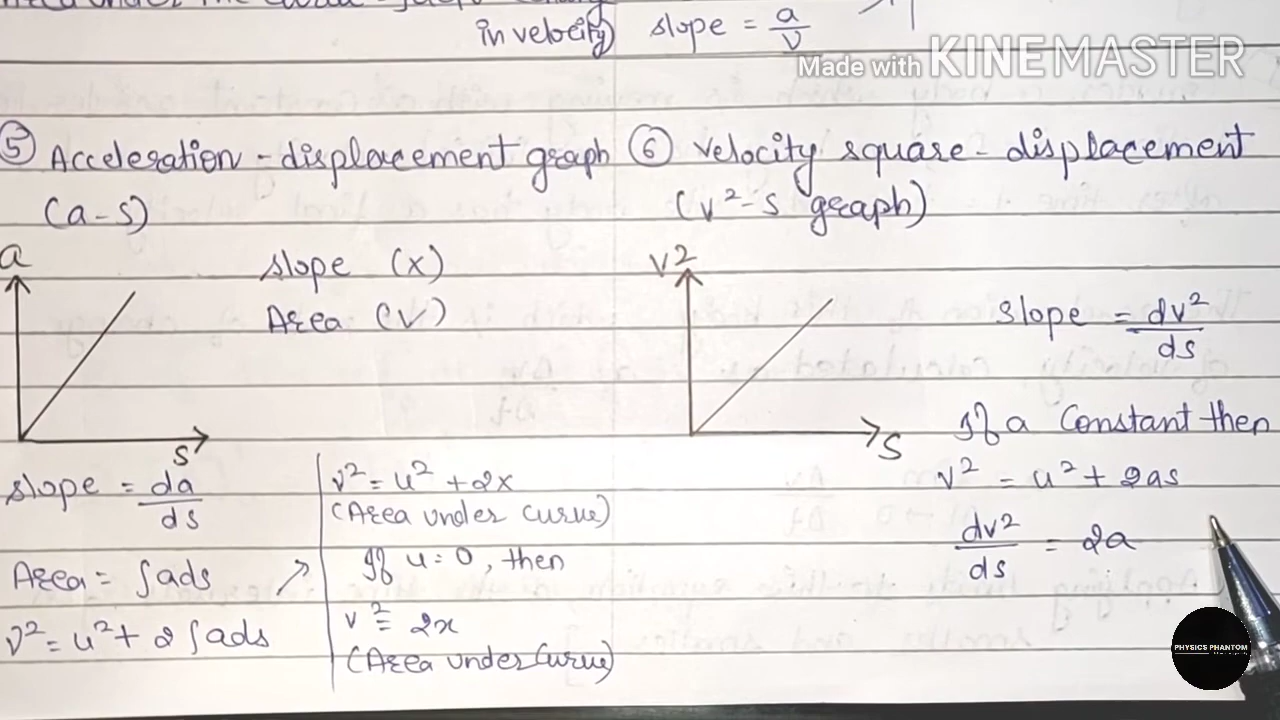 in velocity) slope = a/v
Made with KINEMASTER
⑤ Acceleration - displacement graph
(a-s)
a
slope (x)
Area (v)
s
slope = da/ds
Area = ∫ads
v² = u² + 2∫ads
v² = u² + 2x
(Area under curve)
If u = 0, then
v² = 2x
(Area under curve)
⑥ velocity square - displacement
(v²-s graph)
v2
s
slope = dv²/ds
If a constant then
v² = u² + 2as
dv²/ds = 2a
PHYSICS PHANTOM